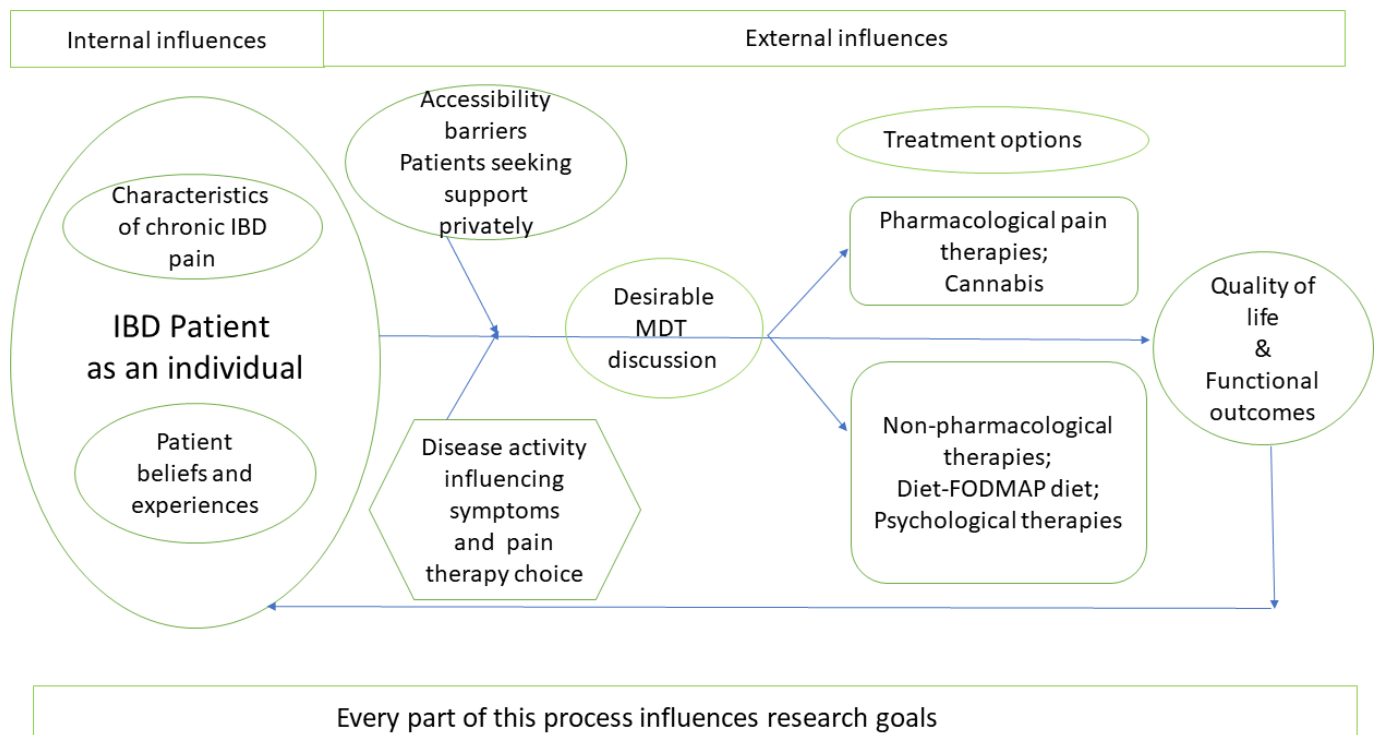 Internal influences
External influences
Characteristics
of chronic IBD
pain
IBD Patient
as an individual
Patient
beliefs and
experiences
Accessibility
barriers
Patients seeking
support
privately
Disease activity
influencing
symptoms
and pain
therapy choice
Desirable
MDT
discussion
Treatment options
Pharmacological pain
therapies;
Cannabis
Non-pharmacological
therapies;
Diet-FODMAP diet;
Psychological therapies
Quality of
life
&
Functional
outcomes
Every part of this process influences research goals